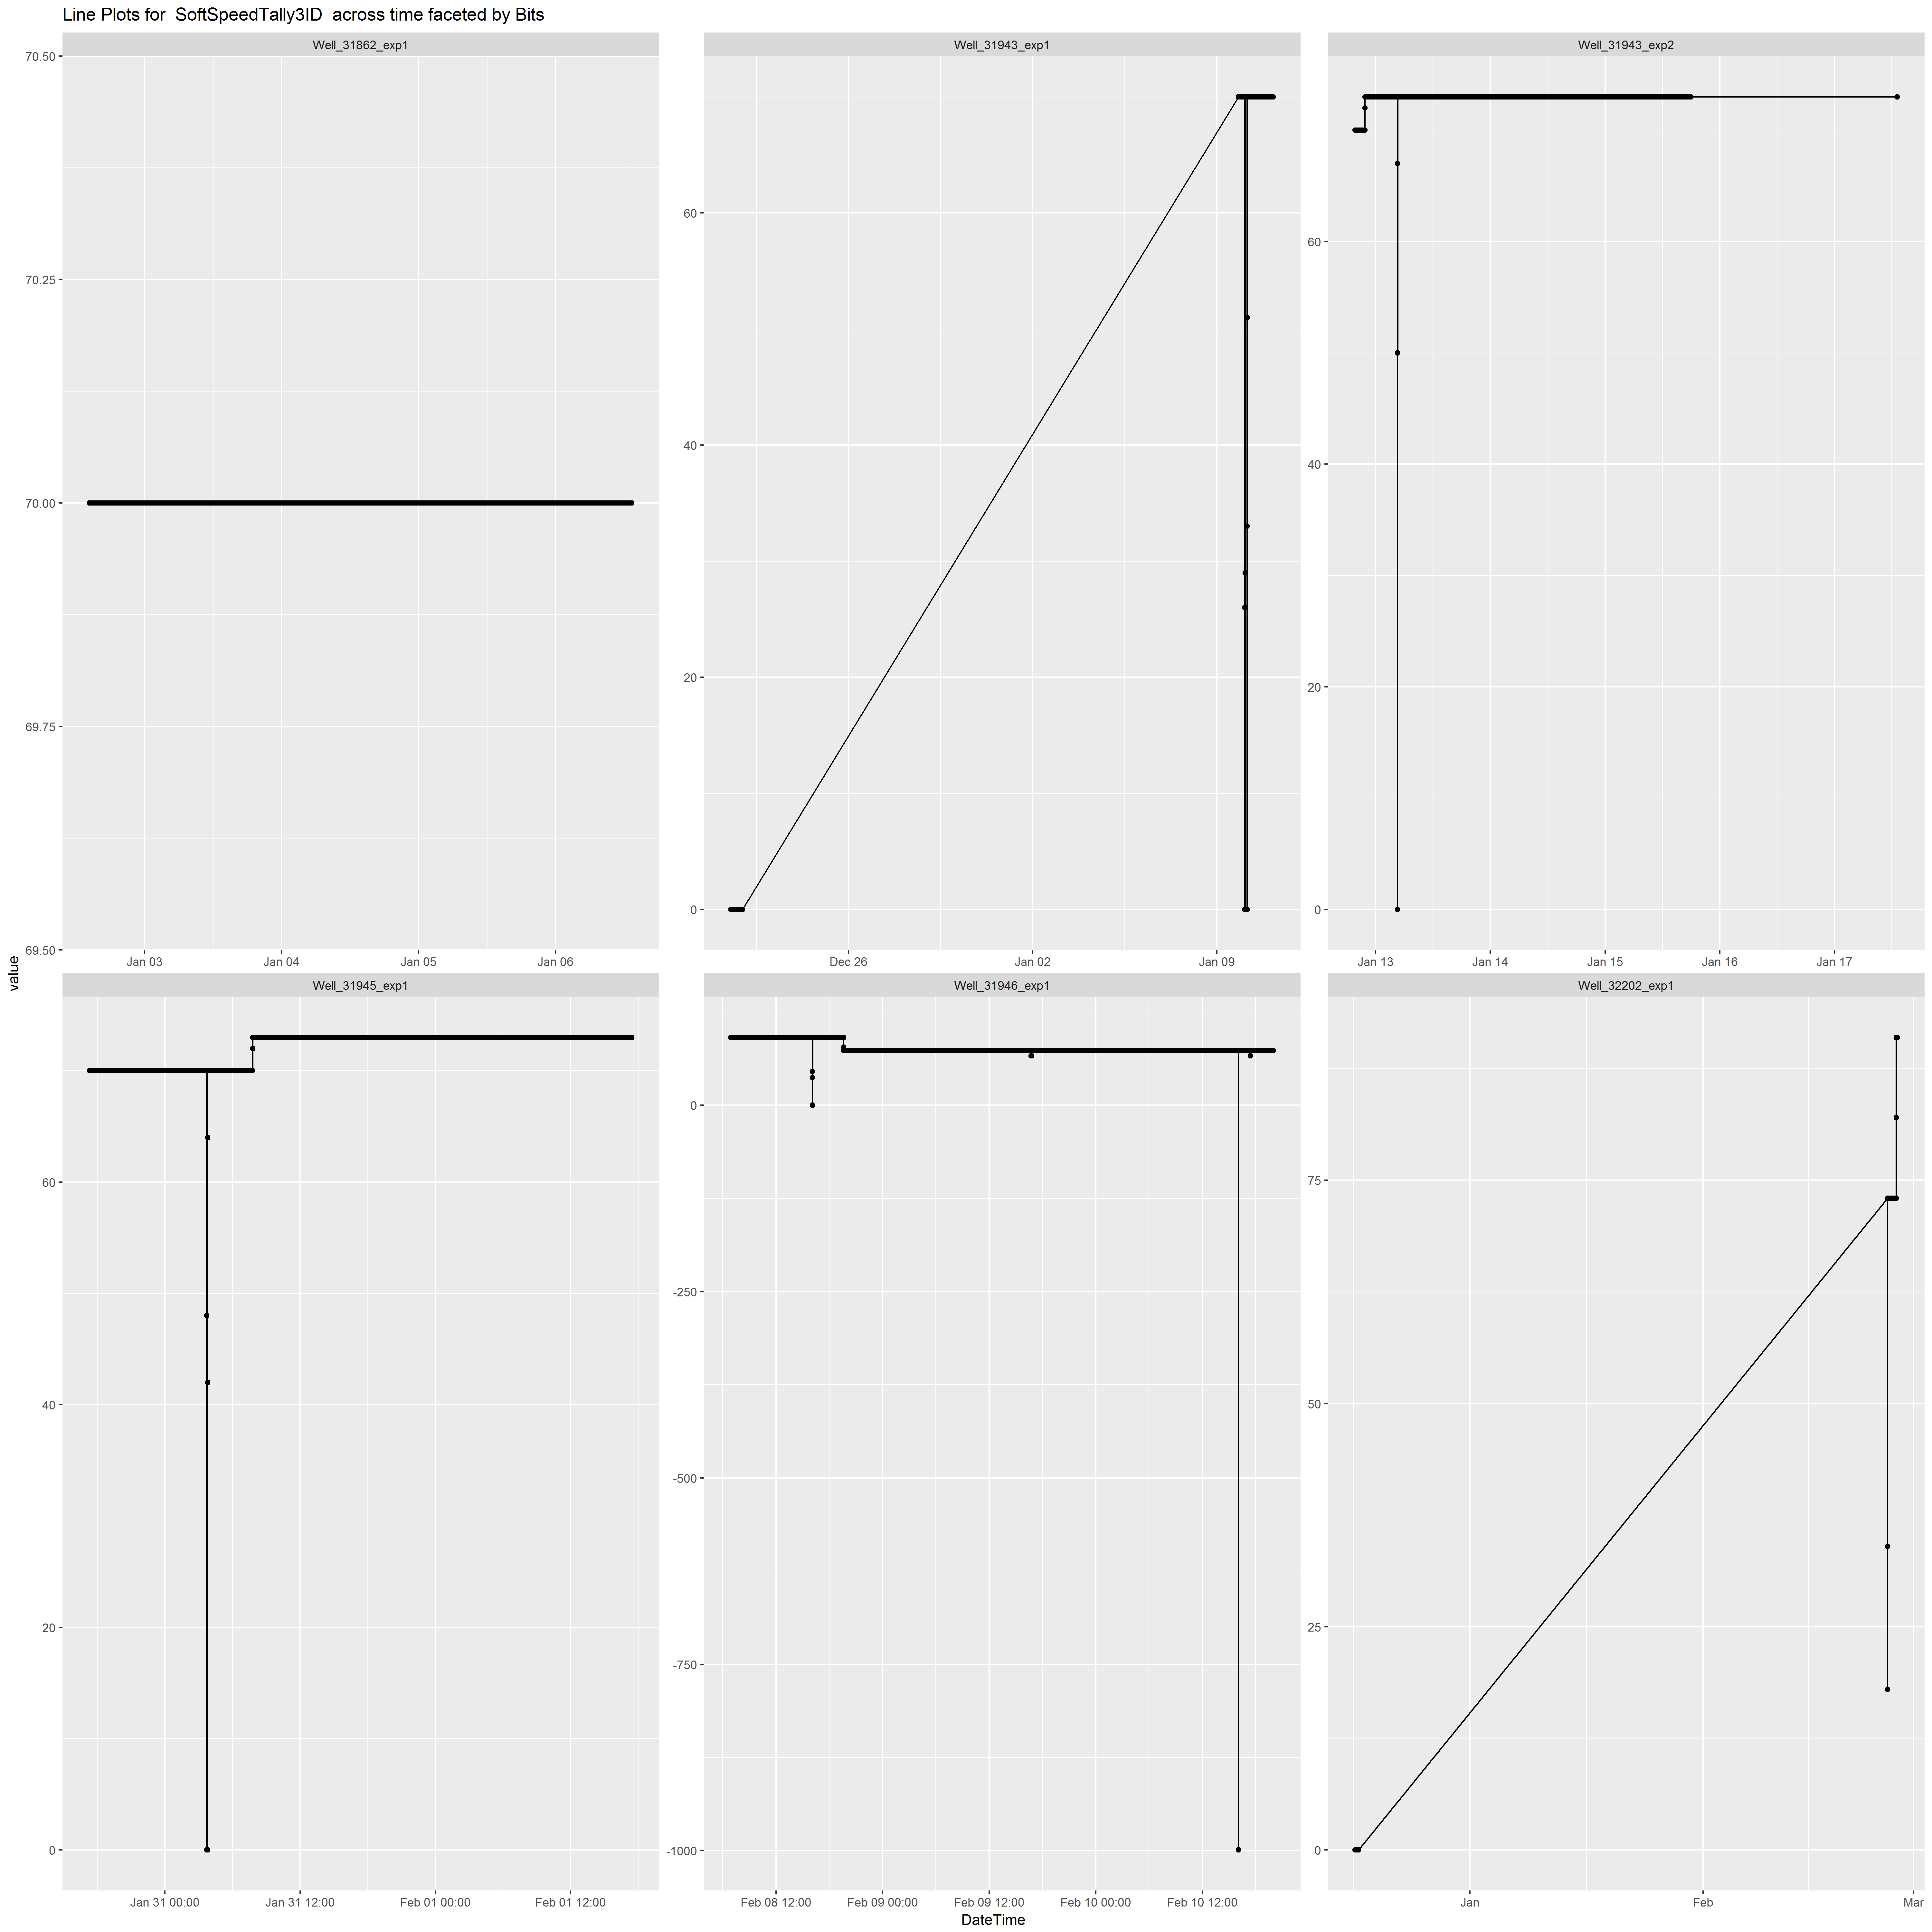 Line Plots for  SoftSpeedTally3ID  across time faceted by Bits
Well_31862_exp1
Well_31943_exp1
Well_31943_exp2
70.50
70.25
70.00
69.75
69.50
60
40
20
0
60
40
20
0
Jan 03 Jan 04 Jan 05 Jan 06
Dec 26 Jan 02 Jan 09
Jan 13 Jan 14 Jan 15 Jan 16 Jan 17
value
Well_31945_exp1
Well_31946_exp1
Well_32202_exp1
60
40
20
0
0
-250
-500
-750
-1000
75
50
25
0
Jan 31 00:00 Jan 31 12:00 Feb 01 00:00 Feb 01 12:00
Feb 08 12:00 Feb 09 00:00 Feb 09 12:00 Feb 10 00:00 Feb 10 12:00
Jan Feb Mar
DateTime